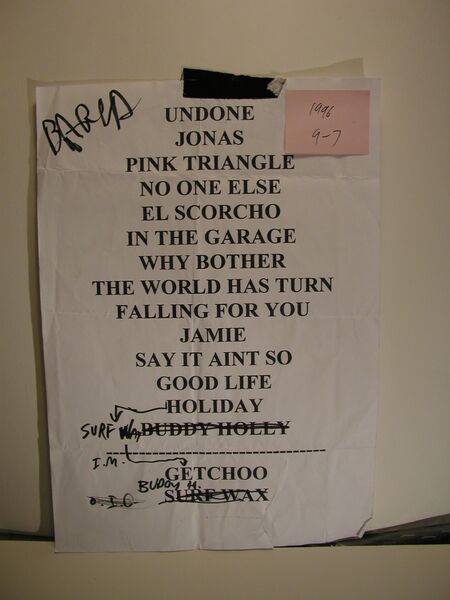 1996
9-7
UNDONE
JONAS
PINK TRIANGLE
NO ONE ELSE
EL SCORCHO
IN THE GARAGE
WHY BOTHER
THE WORLD HAS TURN
FALLING FOR YOU
JAMIE
SAY IT AINT SO
GOOD LIFE
HOLIDAY
SURF WAX BUDDY HOLLY
I.M.
GETCHOO
BUDDY H.
SURF WAX